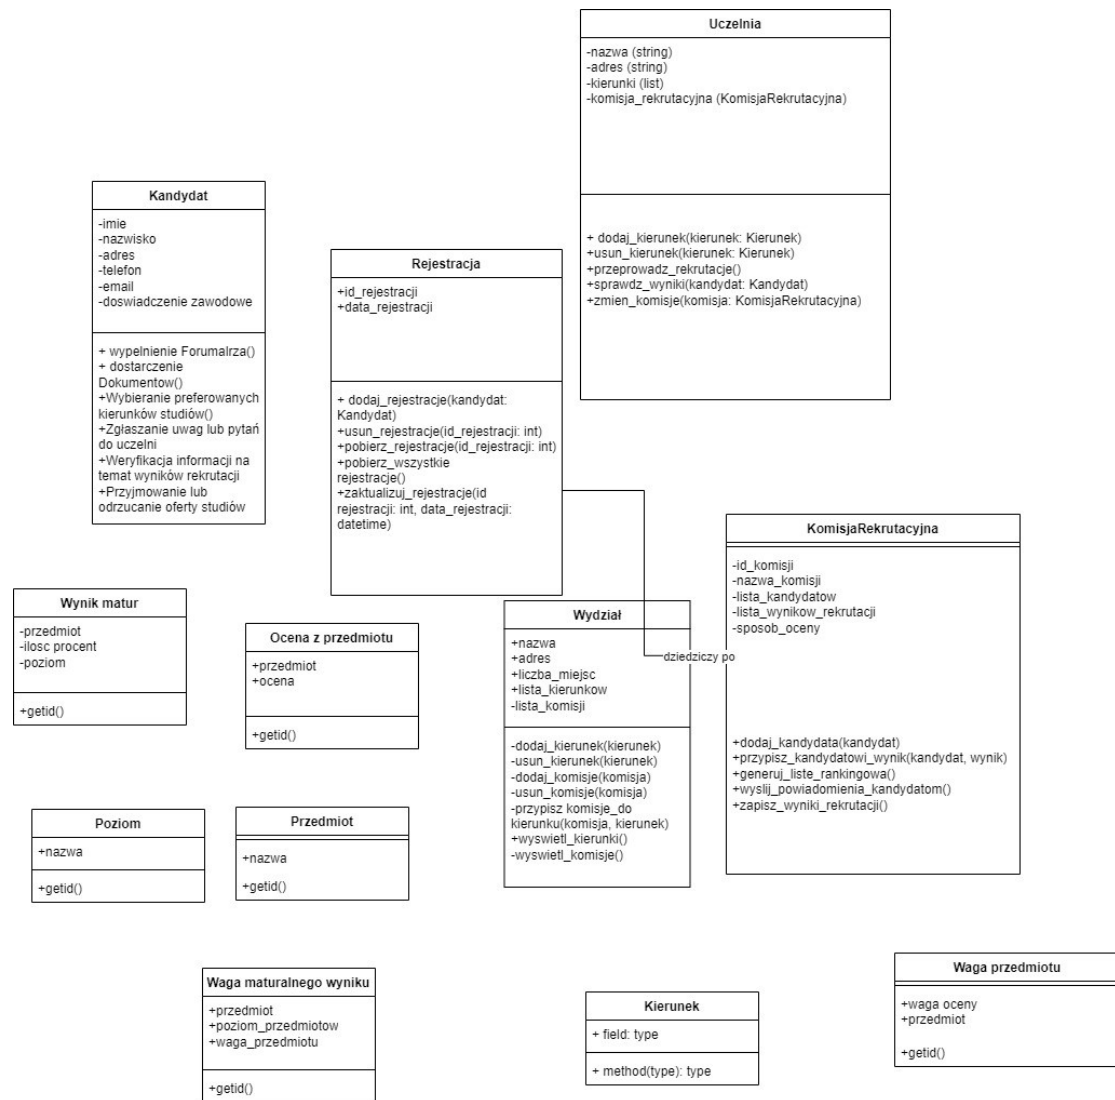 Uczelnia
-nazwa (string)
-adres (string)
-kierunki (list)
-komisja_rekrutacyjna (KomisjaRekrutacyjna)
+ dodaj_kierunek(kierunek: Kierunek)
+usun_kierunek(kierunek: Kierunek)
+przeprowadz_rekrutacje()
+sprawdz_wyniki(kandydat: Kandydat)
+zmien_komisje(komisja: KomisjaRekrutacyjna)
Kandydat
-imie
-nazwisko
-adres
-telefon
-email
-doswiadczenie zawodowe
+ wypelnienie Forumalrza()
+ dostarczenie
Dokumentow()
+Wybieranie preferowanych
kierunków studiów()
+Zgłaszanie uwag lub pytań
do uczelni
+Weryfikacja informacji na
temat wyników rekrutacji
+Przyjmowanie lub
odrzucanie oferty studiów
Rejestracja
+id_rejestracji
+data_rejestracji
+ dodaj_rejestracje(kandydat:
Kandydat)
+usun_rejestracje(id_rejestracji: int)
+pobierz_rejestracje(id_rejestracji: int)
+pobierz_wszystkie
rejestracje()
+zaktualizuj_rejestracje(id
rejestracji: int, data_rejestracji:
datetime)
KomisjaRekrutacyjna
-id_komisji
-nazwa_komisji
-lista_kandydatow
-lista_wynikow_rekrutacji
-sposob_oceny
+dodaj_kandydata(kandydat)
+przypisz_kandydatowi_wynik(kandydat, wynik)
+generuj_liste_rankingowa()
+wyslij_powiadomienia_kandydatom()
+zapisz_wyniki_rekrutacji()
dziedziczy po
Wynik matur
-przedmiot
-ilosc procent
-poziom
+getid()
Ocena z przedmiotu
+przedmiot
+ocena
+getid()
Wydział
+nazwa
+adres
+liczba_miejsc
+lista_kierunkow
-lista_komisji
-dodaj_kierunek(kierunek)
-usun_kierunek(kierunek)
-dodaj_komisje(komisja)
-usun_komisje(komisja)
-przypisz komisje_do
kierunku(komisja, kierunek)
+wyswietl_kierunki()
-wyswietl_komisje()
Poziom
+nazwa
+getid()
Przedmiot
+nazwa
+getid()
Waga maturalnego wyniku
+przedmiot
+poziom_przedmiotow
+waga_przedmiotu
+getid()
Kierunek
+ field: type
+ method(type): type
Waga przedmiotu
+waga oceny
+przedmiot
+getid()